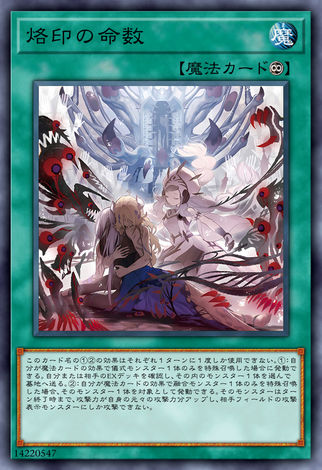 烙印の命数
魔
【魔法カード♾】
このカード名の①②の効果はそれぞれ1ターンに1度しか使用できない。①:自
分が魔法カードの効果で儀式モンスター1体のみを特殊召喚した場合に発動で
きる。自分または相手のEXデッキを確認し、その内のモンスター1体を選んで
墓地へ送る。②:自分が魔法カードの効果で融合モンスター1体のみを特殊召喚
した場合、そのモンスター1体を対象として発動できる。そのモンスターはター
ン終了時まで、攻撃力が自身の元々の攻撃力分アップし、相手フィールドの攻撃
表示モンスターにしか攻撃できない。
14220547